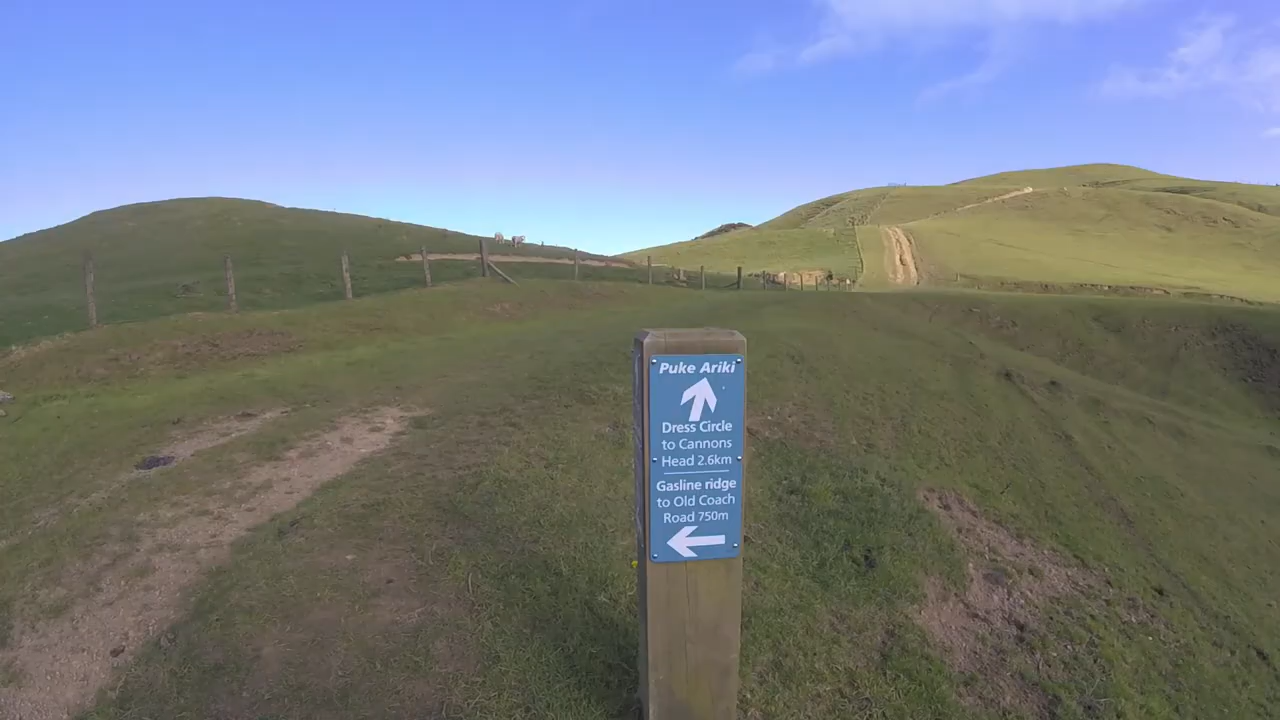 Puke Ariki
Dress Circle
to Cannons
Head 2.6km
Gasline ridge
to Old Coach
Road 750m